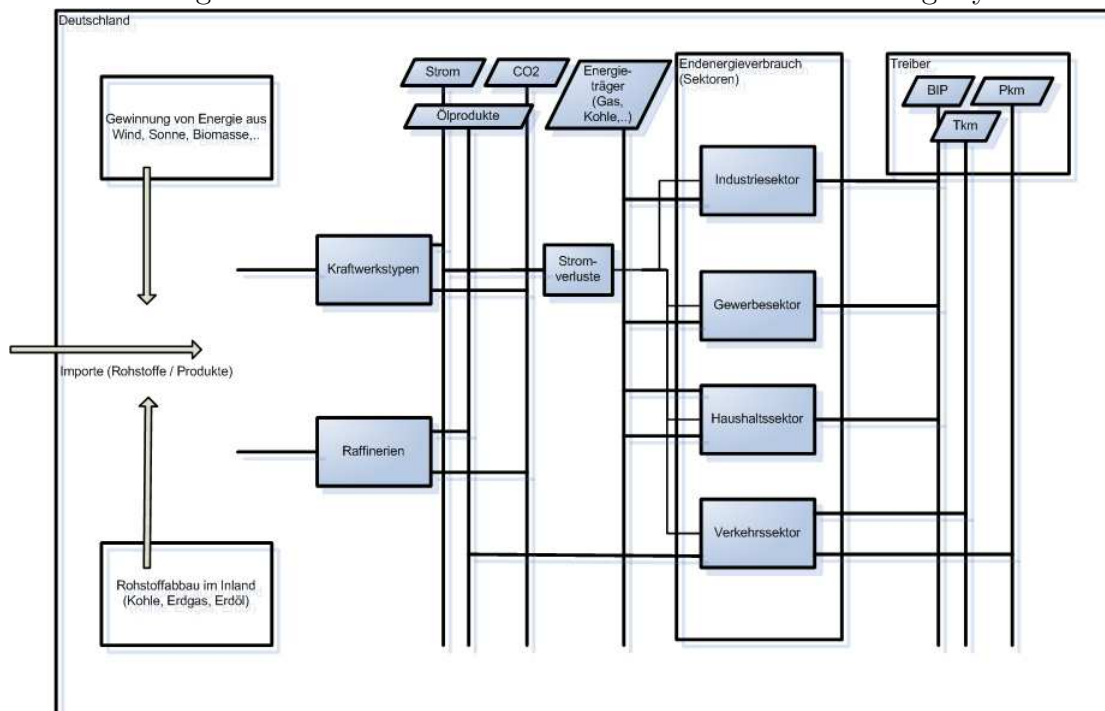 Deutschland
Gewinnung von Energie aus
Wind, Sonne, Biomasse,..
Strom
CO2
Ölprodukte
Energie-
träger
(Gas,
Kohle,..)
Endenergieverbrauch
(Sektoren)
Treiber
BIP
Pkm
Tkm
Industriesektor
Kraftwerkstypen
Strom-
verluste
Gewerbesektor
Importe (Rohstoffe / Produkte)
Haushaltssektor
Raffinerien
Verkehrssektor
Rohstoffabbau im Inland
(Kohle, Erdgas, Erdöl)